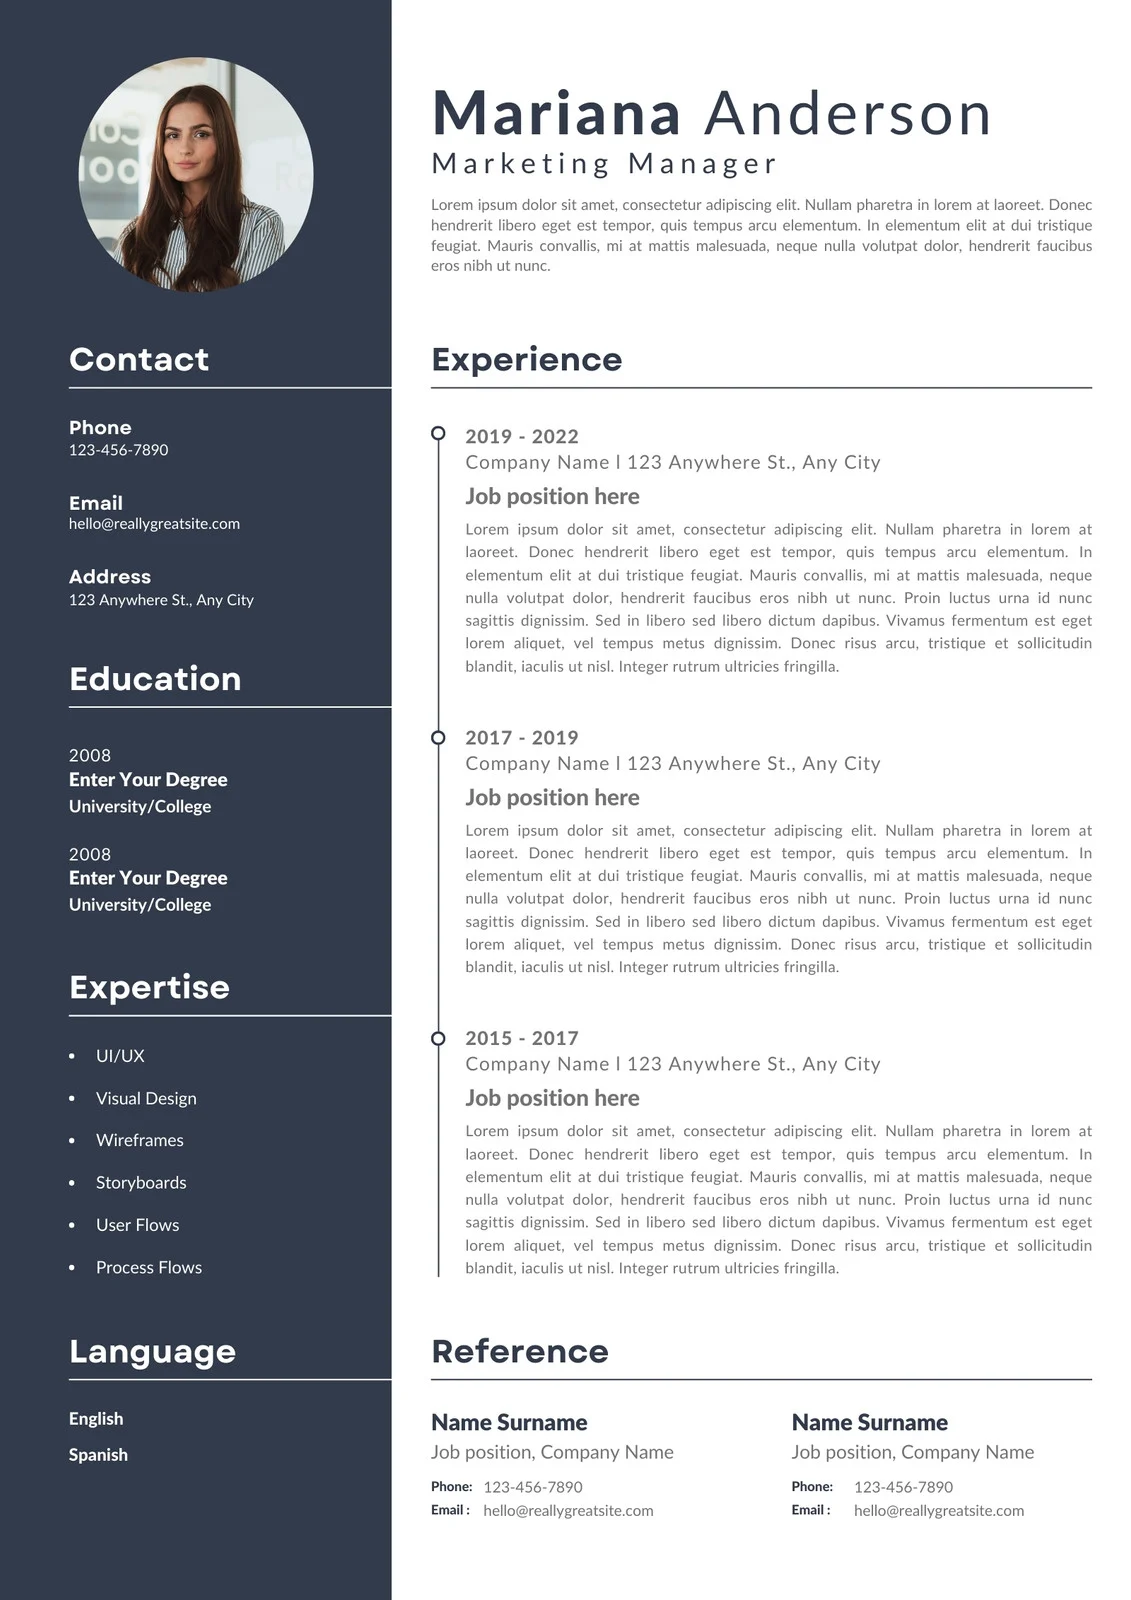 Mariana Anderson
Marketing Manager
Lorem ipsum dolor sit amet, consectetur adipiscing elit. Nullam pharetra in lorem at laoreet. Donec
hendrerit libero eget est tempor, quis tempus arcu elementum. In elementum elit at dui tristique
feugiat. Mauris convallis, mi at mattis malesuada, neque nulla volutpat dolor, hendrerit faucibus
eros nibh ut nunc.
Contact
Phone
123-456-7890
Email
hello@reallygreatsite.com
Address
123 Anywhere St., Any City
Education
2008
Enter Your Degree
University/College
2008
Enter Your Degree
University/College
Expertise
• UI/UX
• Visual Design
• Wireframes
• Storyboards
• User Flows
• Process Flows
Language
English
Spanish
Experience
2019 - 2022
Company Name l 123 Anywhere St., Any City
Job position here
Lorem ipsum dolor sit amet, consectetur adipiscing elit. Nullam pharetra in lorem at
laoreet. Donec hendrerit libero eget est tempor, quis tempus arcu elementum. In
elementum elit at dui tristique feugiat. Mauris convallis, mi at mattis malesuada, neque
nulla volutpat dolor, hendrerit faucibus eros nibh ut nunc. Proin luctus urna id nunc
sagittis dignissim. Sed in libero sed libero dictum dapibus. Vivamus fermentum est eget
lorem aliquet, vel tempus metus dignissim. Donec risus arcu, tristique et sollicitudin
blandit, iaculis ut nisl. Integer rutrum ultricies fringilla.
2017 - 2019
Company Name l 123 Anywhere St., Any City
Job position here
Lorem ipsum dolor sit amet, consectetur adipiscing elit. Nullam pharetra in lorem at
laoreet. Donec hendrerit libero eget est tempor, quis tempus arcu elementum. In
elementum elit at dui tristique feugiat. Mauris convallis, mi at mattis malesuada, neque
nulla volutpat dolor, hendrerit faucibus eros nibh ut nunc. Proin luctus urna id nunc
sagittis dignissim. Sed in libero sed libero dictum dapibus. Vivamus fermentum est eget
lorem aliquet, vel tempus metus dignissim. Donec risus arcu, tristique et sollicitudin
blandit, iaculis ut nisl. Integer rutrum ultricies fringilla.
2015 - 2017
Company Name l 123 Anywhere St., Any City
Job position here
Lorem ipsum dolor sit amet, consectetur adipiscing elit. Nullam pharetra in lorem at
laoreet. Donec hendrerit libero eget est tempor, quis tempus arcu elementum. In
elementum elit at dui tristique feugiat. Mauris convallis, mi at mattis malesuada, neque
nulla volutpat dolor, hendrerit faucibus eros nibh ut nunc. Proin luctus urna id nunc
sagittis dignissim. Sed in libero sed libero dictum dapibus. Vivamus fermentum est eget
lorem aliquet, vel tempus metus dignissim. Donec risus arcu, tristique et sollicitudin
blandit, iaculis ut nisl. Integer rutrum ultricies fringilla.
Reference
Name Surname
Job position, Company Name
Phone: 123-456-7890
Email : hello@reallygreatsite.com
Name Surname
Job position, Company Name
Phone: 123-456-7890
Email : hello@reallygreatsite.com